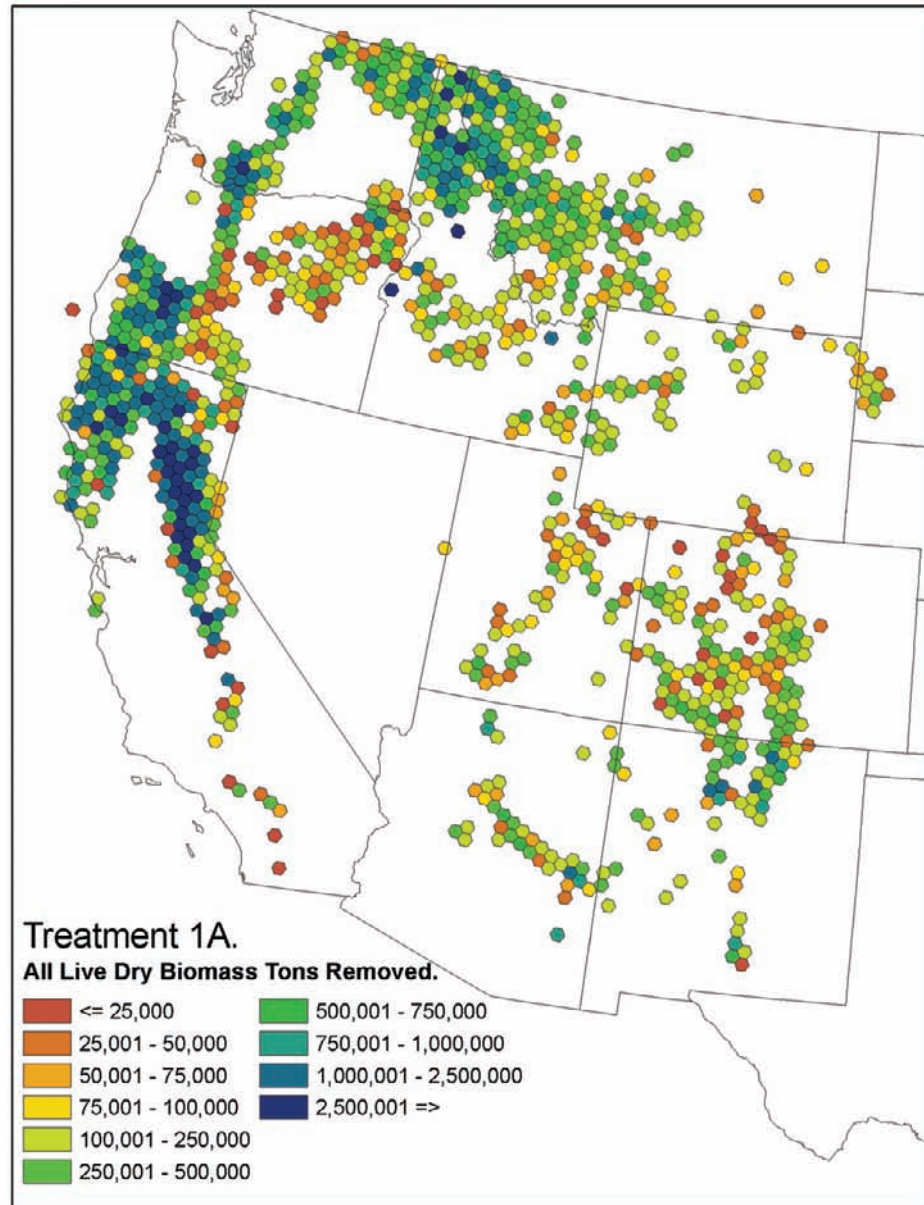 Treatment 1A.
All Live Dry Biomass Tons Removed.
<= 25,000
25,001 - 50,000
50,001 - 75,000
75,001 - 100,000
100,001 - 250,000
250,001 - 500,000
500,001 - 750,000
750,001 - 1,000,000
1,000,001 - 2,500,000
2,500,001 =>